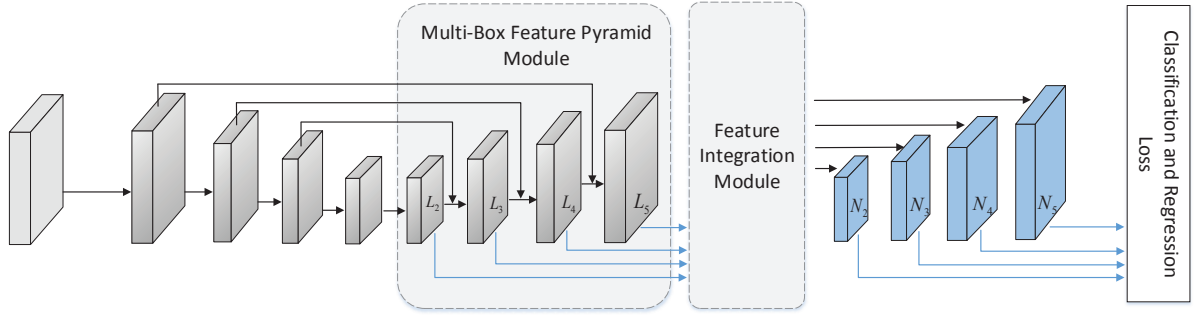 Multi-Box Feature Pyramid
Module
L2
L3
L4
L5
Feature
Integration
Module
N2
N3
N4
N5
Classification and Regression
Loss